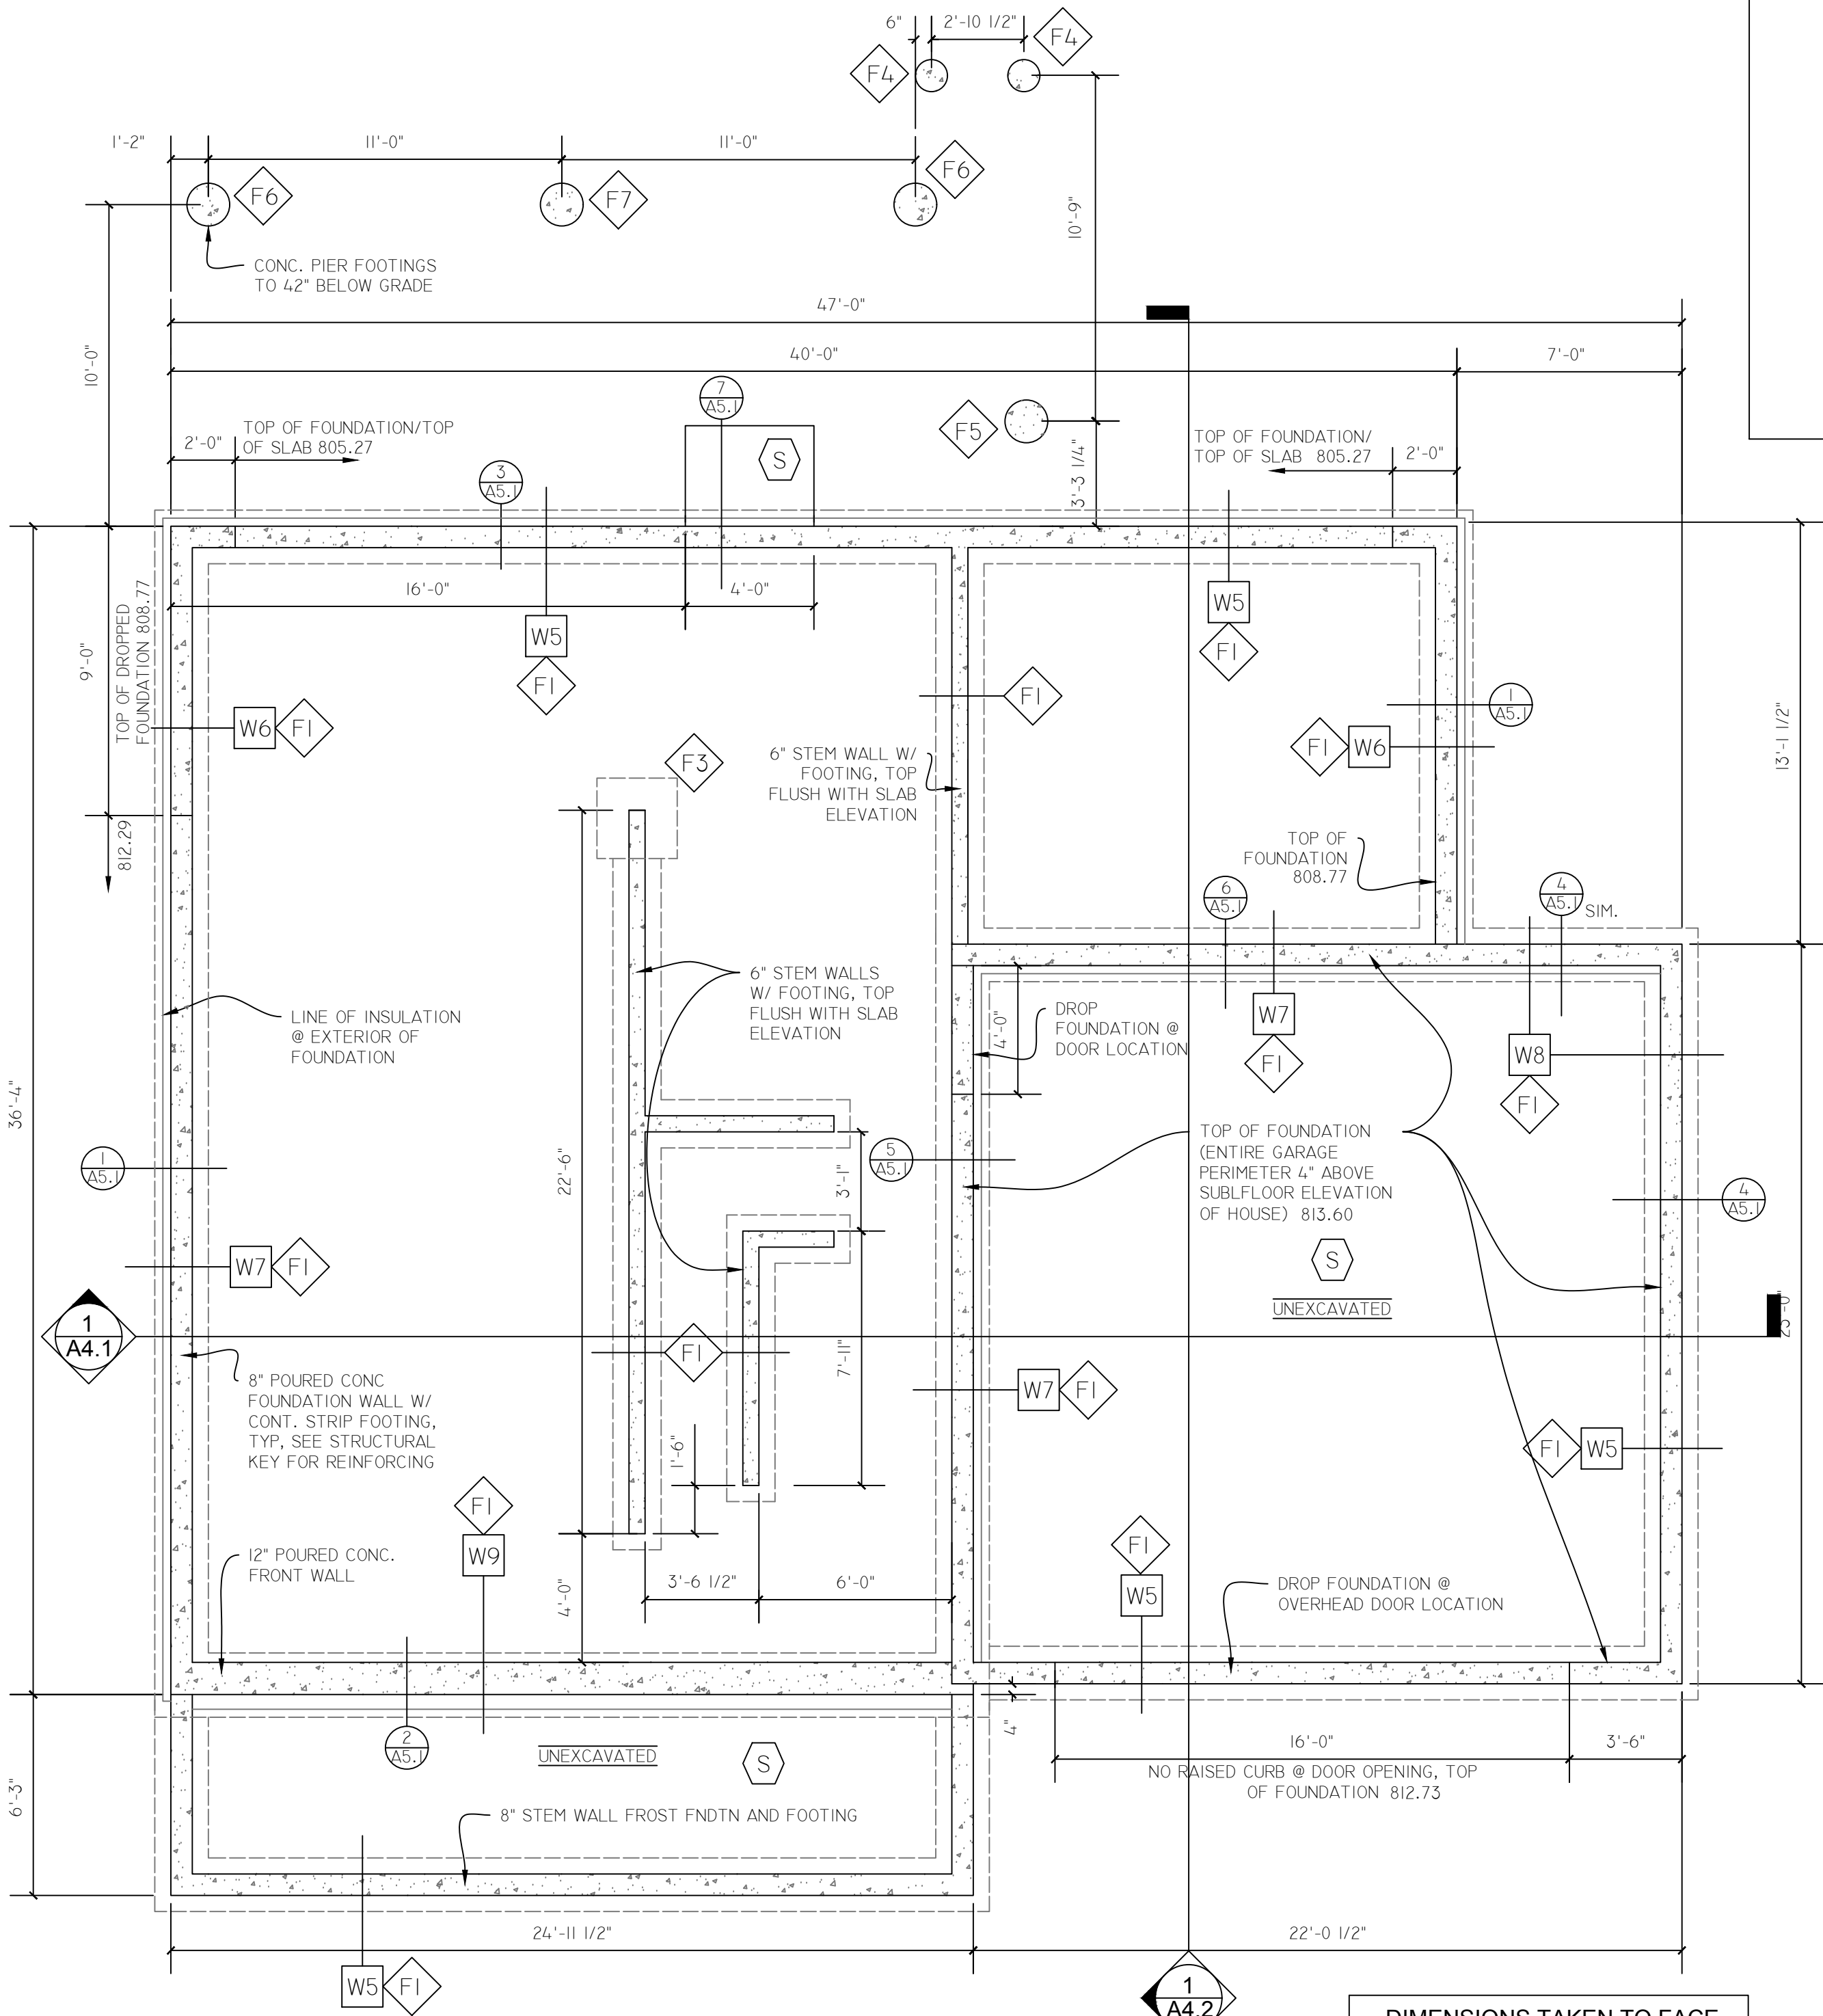 6"
2'-10 1/2"
F4
F4
1'-2"
11'-0"
11'-0"
F6
F7
F6
10'-9"
CONC. PIER FOOTINGS
TO 42" BELOW GRADE
47'-0"
10'-0"
40'-0"
7'-0"
7
A5.1
F5
2'-0"
TOP OF FOUNDATION/TOP
OF SLAB 805.27
S
TOP OF FOUNDATION/
TOP OF SLAB 805.27
2'-0"
3
A5.1
3'-3 1/4"
16'-0"
4'-0"
W5
F1
W5
F1
9'-0"
TOP OF DROPPED
FOUNDATION 808.77
812.29
W6
F1
F1
1
A5.1
F1
W6
13'-1 1/2"
F3
6" STEM WALL W/
FOOTING, TOP
FLUSH WITH SLAB
ELEVATION
TOP OF
FOUNDATION
808.77
6
A5.1
4
A5.1
SIM.
6" STEM WALLS
W/ FOOTING, TOP
FLUSH WITH SLAB
ELEVATION
LINE OF INSULATION
@ EXTERIOR OF
FOUNDATION
4'-0"
DROP
FOUNDATION @
DOOR LOCATION
W7
F1
W8
F1
36'-4"
1
A5.1
22'-6"
3'-1"
5
A5.1
TOP OF FOUNDATION
(ENTIRE GARAGE
PERIMETER 4" ABOVE
SUBLFLOOR ELEVATION
OF HOUSE) 813.60
4
A5.1
W7
F1
S
UNEXCAVATED
25'-0"
1
A4.1
F1
7'-11"
8" POURED CONC
FOUNDATION WALL W/
CONT. STRIP FOOTING,
TYP, SEE STRUCTURAL
KEY FOR REINFORCING
W7
F1
1'-6"
F1
W5
F1
W9
F1
W5
12" POURED CONC.
FRONT WALL
4'-0"
3'-6 1/2"
6'-0"
DROP FOUNDATION @
OVERHEAD DOOR LOCATION
4"
2
A5.1
UNEXCAVATED
S
16'-0"
3'-6"
NO RAISED CURB @ DOOR OPENING, TOP
OF FOUNDATION 812.73
6'-3"
8" STEM WALL FROST FNDTN AND FOOTING
24'-11 1/2"
22'-0 1/2"
W5
F1
1
A4.2
DIMENSIONS TAKEN TO FACE